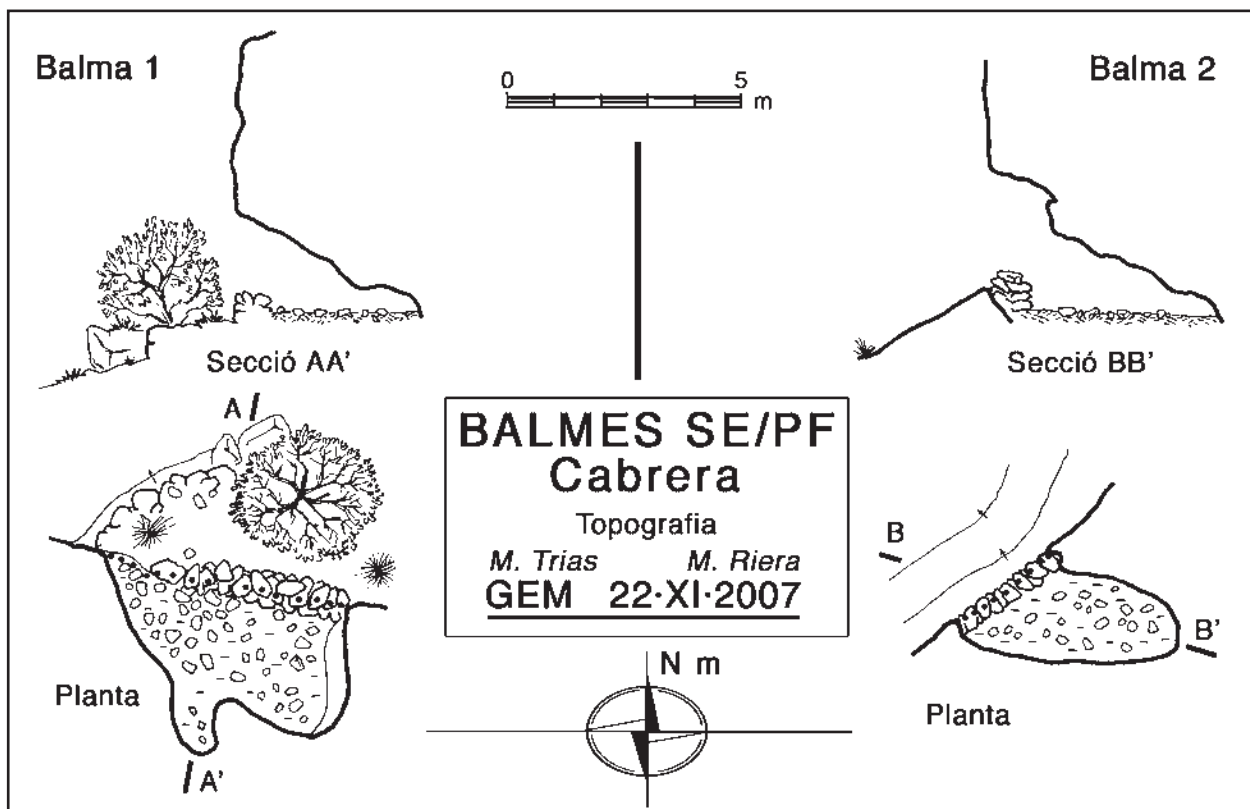 Balma 1
0 5
m
Balma 2
Secció AA'
Secció BB'
A
BALMES SE/PF
Cabrera
Topografia
M. Trias M. Riera
GEM 22·XI·2007
B
B'
N m
Planta
Planta
A'